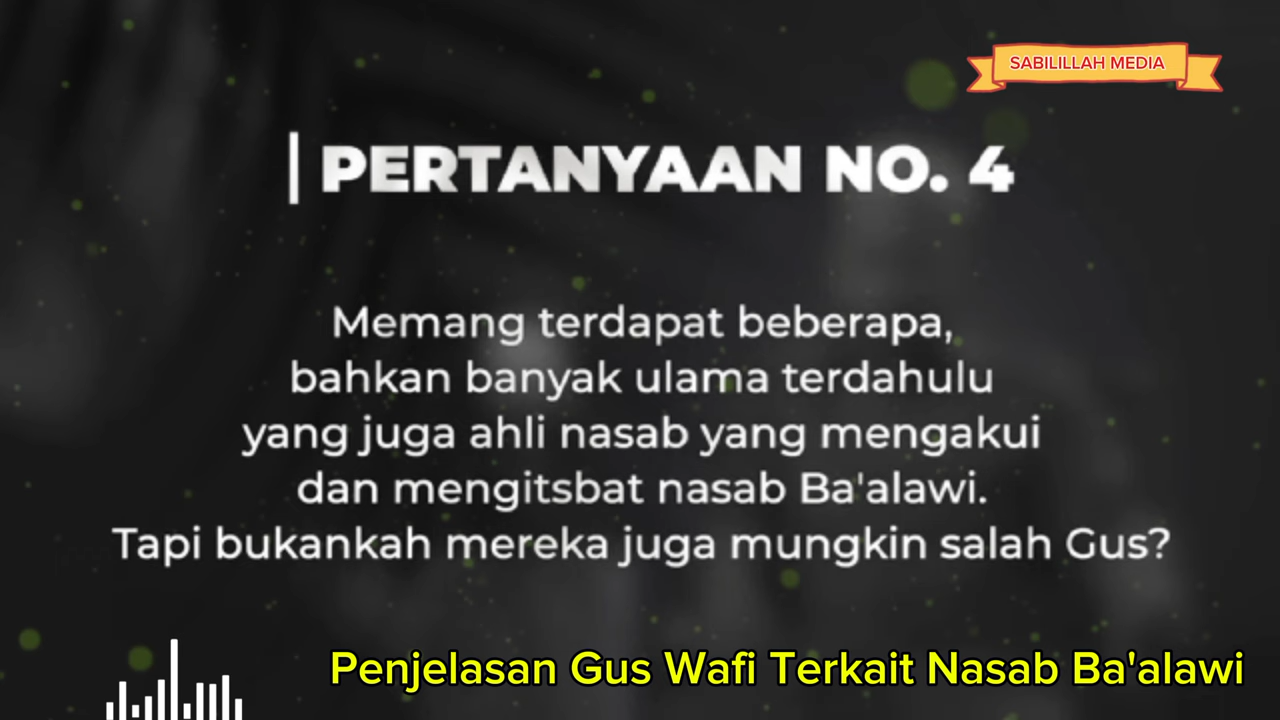 SABILILLAH MEDIA
PERTANYAAN NO. 4
Memang terdapat beberapa,
bahkan banyak ulama terdahulu
yang juga ahli nasab yang mengakui
dan mengitsbat nasab Ba'alawi.
Tapi bukankah mereka juga mungkin salah Gus?
Penjelasan Gus Wafi Terkait Nasab Ba'alawi